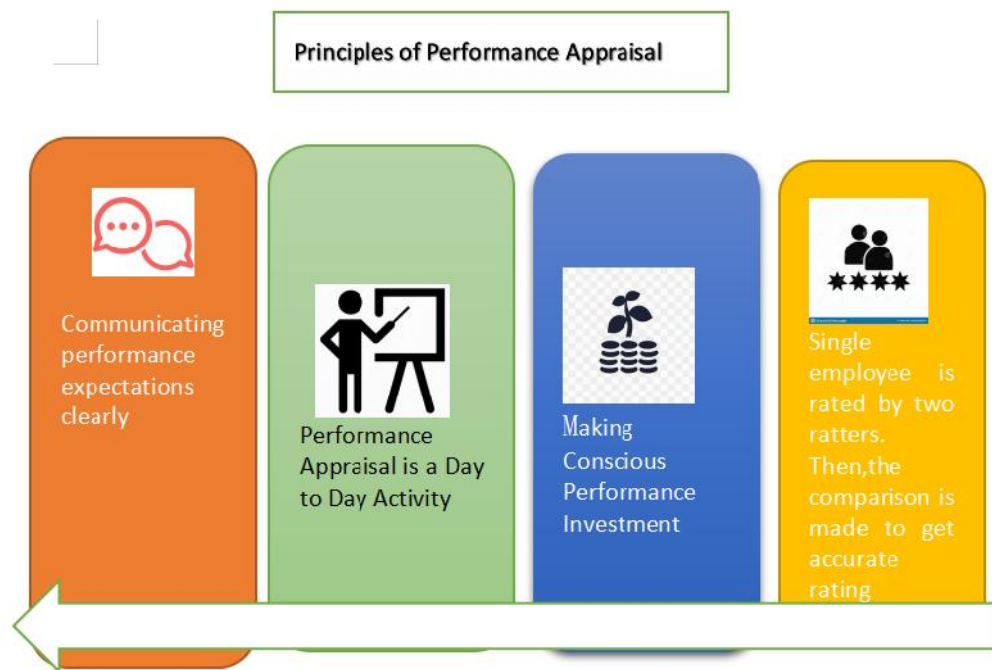 Principles of Performance Appraisal
Communicating
performance
expectations
clearly
Performance
Appraisal is a Day
to Day Activity
Making
Conscious
Performance
Investment
Single
employee is
rated by two
ratters.
Then,the
comparison is
made to get
accurate
rating